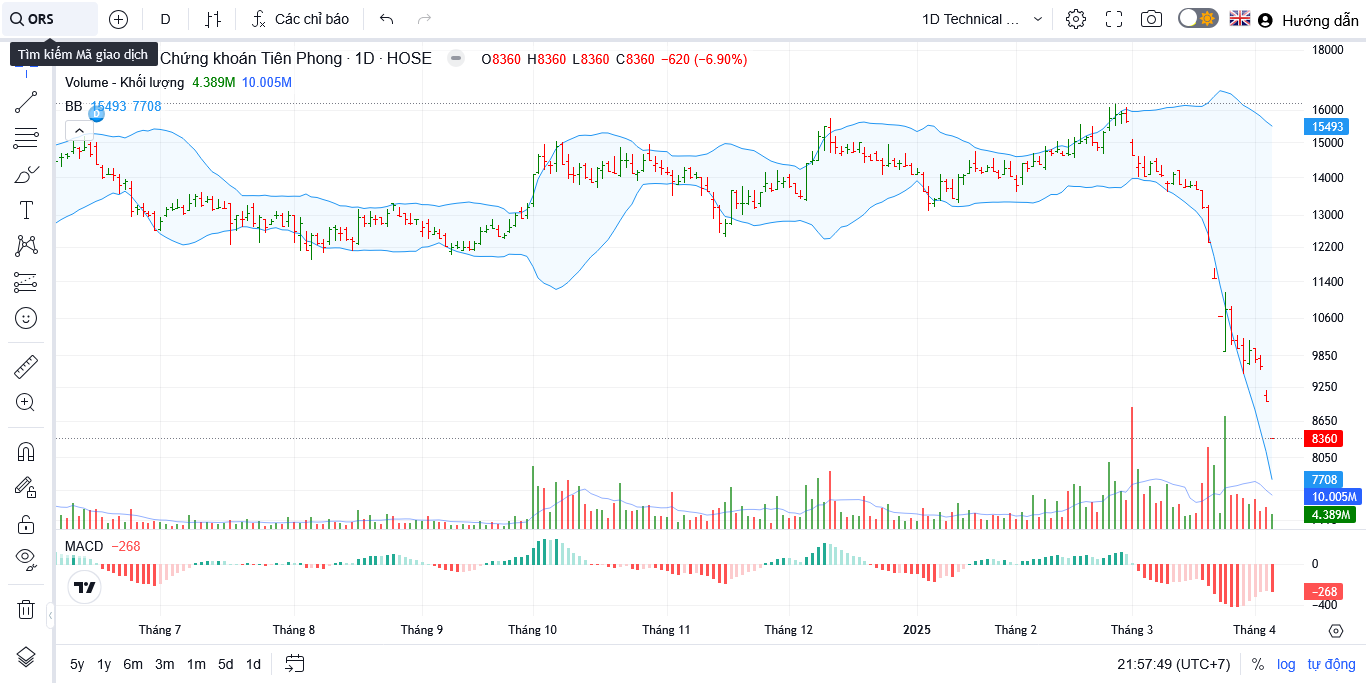 ORS D Các chỉ báo 1D Technical ... Hướng dẫn
Tìm kiếm Mã giao dịch
Chứng khoán Tiên Phong · 1D · HOSE O8360 H8360 L8360 C8360 −620 (−6.90%)
Volume - Khối lượng 4.389M 10.005M
BB 15493 7708
D
18000
16000
15493
15000
14000
13000
12200
11400
10600
9850
9250
8650
8360
8050
7708
10.005M
4.389M
MACD −268
0
−268
−400
Tháng 7 Tháng 8 Tháng 9 Tháng 10 Tháng 11 Tháng 12 2025 Tháng 2 Tháng 3 Tháng 4
5y 1y 6m 3m 1m 5d 1d 21:57:49 (UTC+7) % log tự động